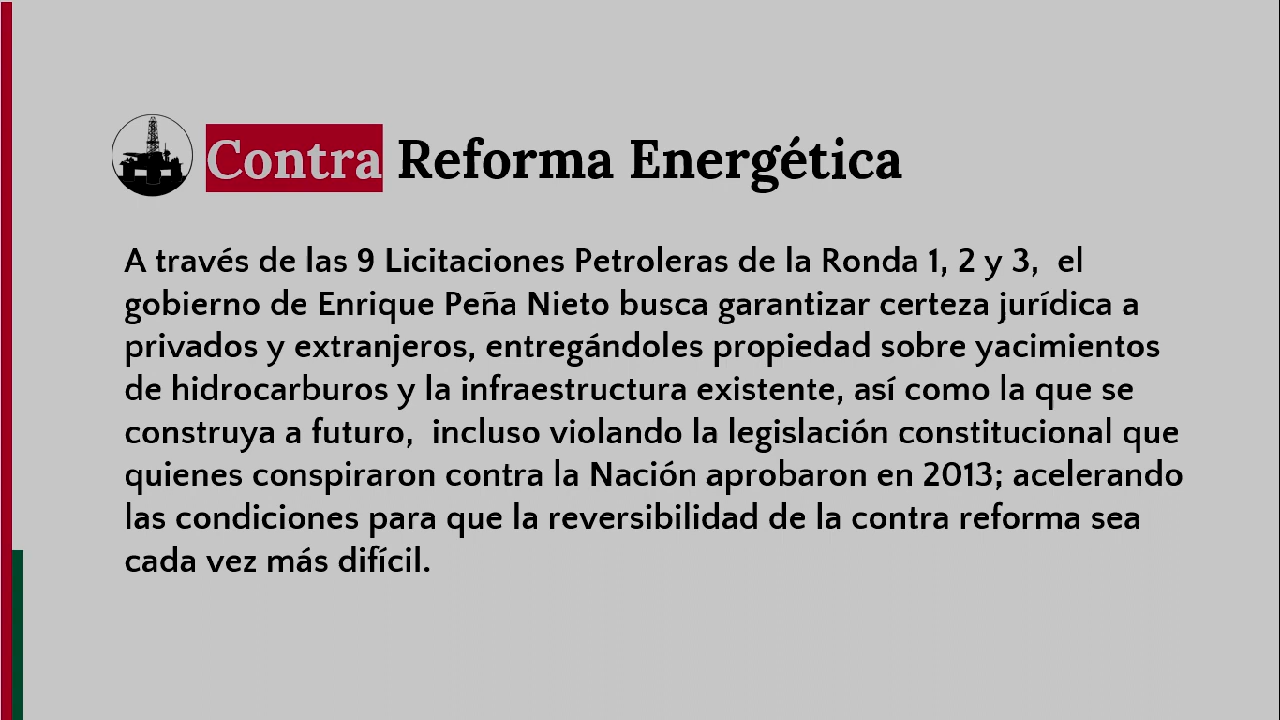 Contra Reforma Energética
A través de las 9 Licitaciones Petroleras de la Ronda 1, 2 y 3,  el
gobierno de Enrique Peña Nieto busca garantizar certeza jurídica a
privados y extranjeros, entregándoles propiedad sobre yacimientos
de hidrocarburos y la infraestructura existente, así como la que se
construya a futuro,  incluso violando la legislación constitucional que
quienes conspiraron contra la Nación aprobaron en 2013; acelerando
las condiciones para que la reversibilidad de la contra reforma sea
cada vez más difícil.